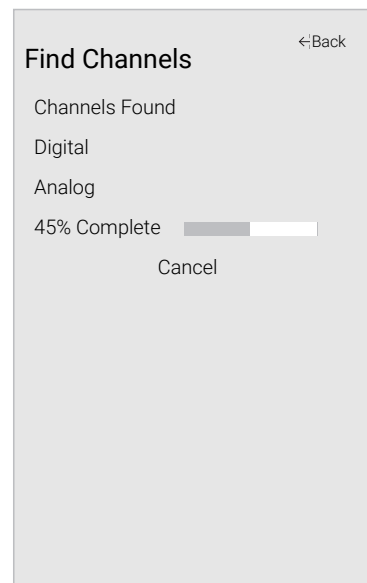 ←Back
Find Channels
Channels Found
Digital
Analog
45% Complete
Cancel